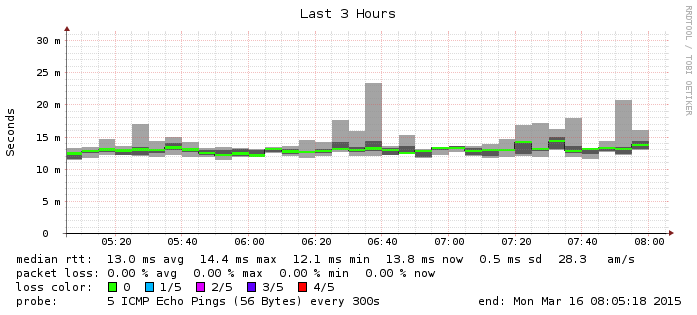 Last 3 Hours
RRDTOOL / TOBI OETIKER
Seconds
30 m
25 m
20 m
15 m
10 m
5 m
0
05:20 05:40 06:00 06:20 06:40 07:00 07:20 07:40 08:00
median rtt: 13.0 ms avg 14.4 ms max 12.1 ms min 13.8 ms now 0.5 ms sd 28.3 am/s
packet loss: 0.00 % avg 0.00 % max 0.00 % min 0.00 % now
loss color: 0 1/5 2/5 3/5 4/5
probe: 5 ICMP Echo Pings (56 Bytes) every 300s end: Mon Mar 16 08:05:18 2015